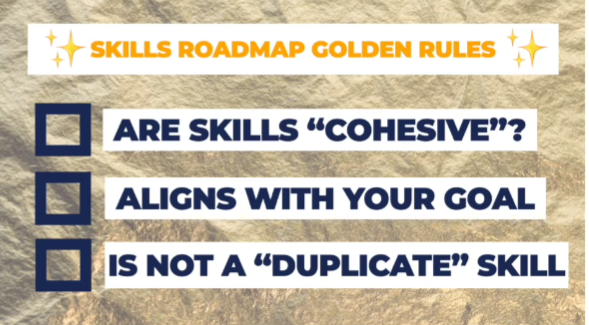 SKILLS ROADMAP GOLDEN RULES
ARE SKILLS “COHESIVE”?
ALIGNS WITH YOUR GOAL
IS NOT A “DUPLICATE” SKILL